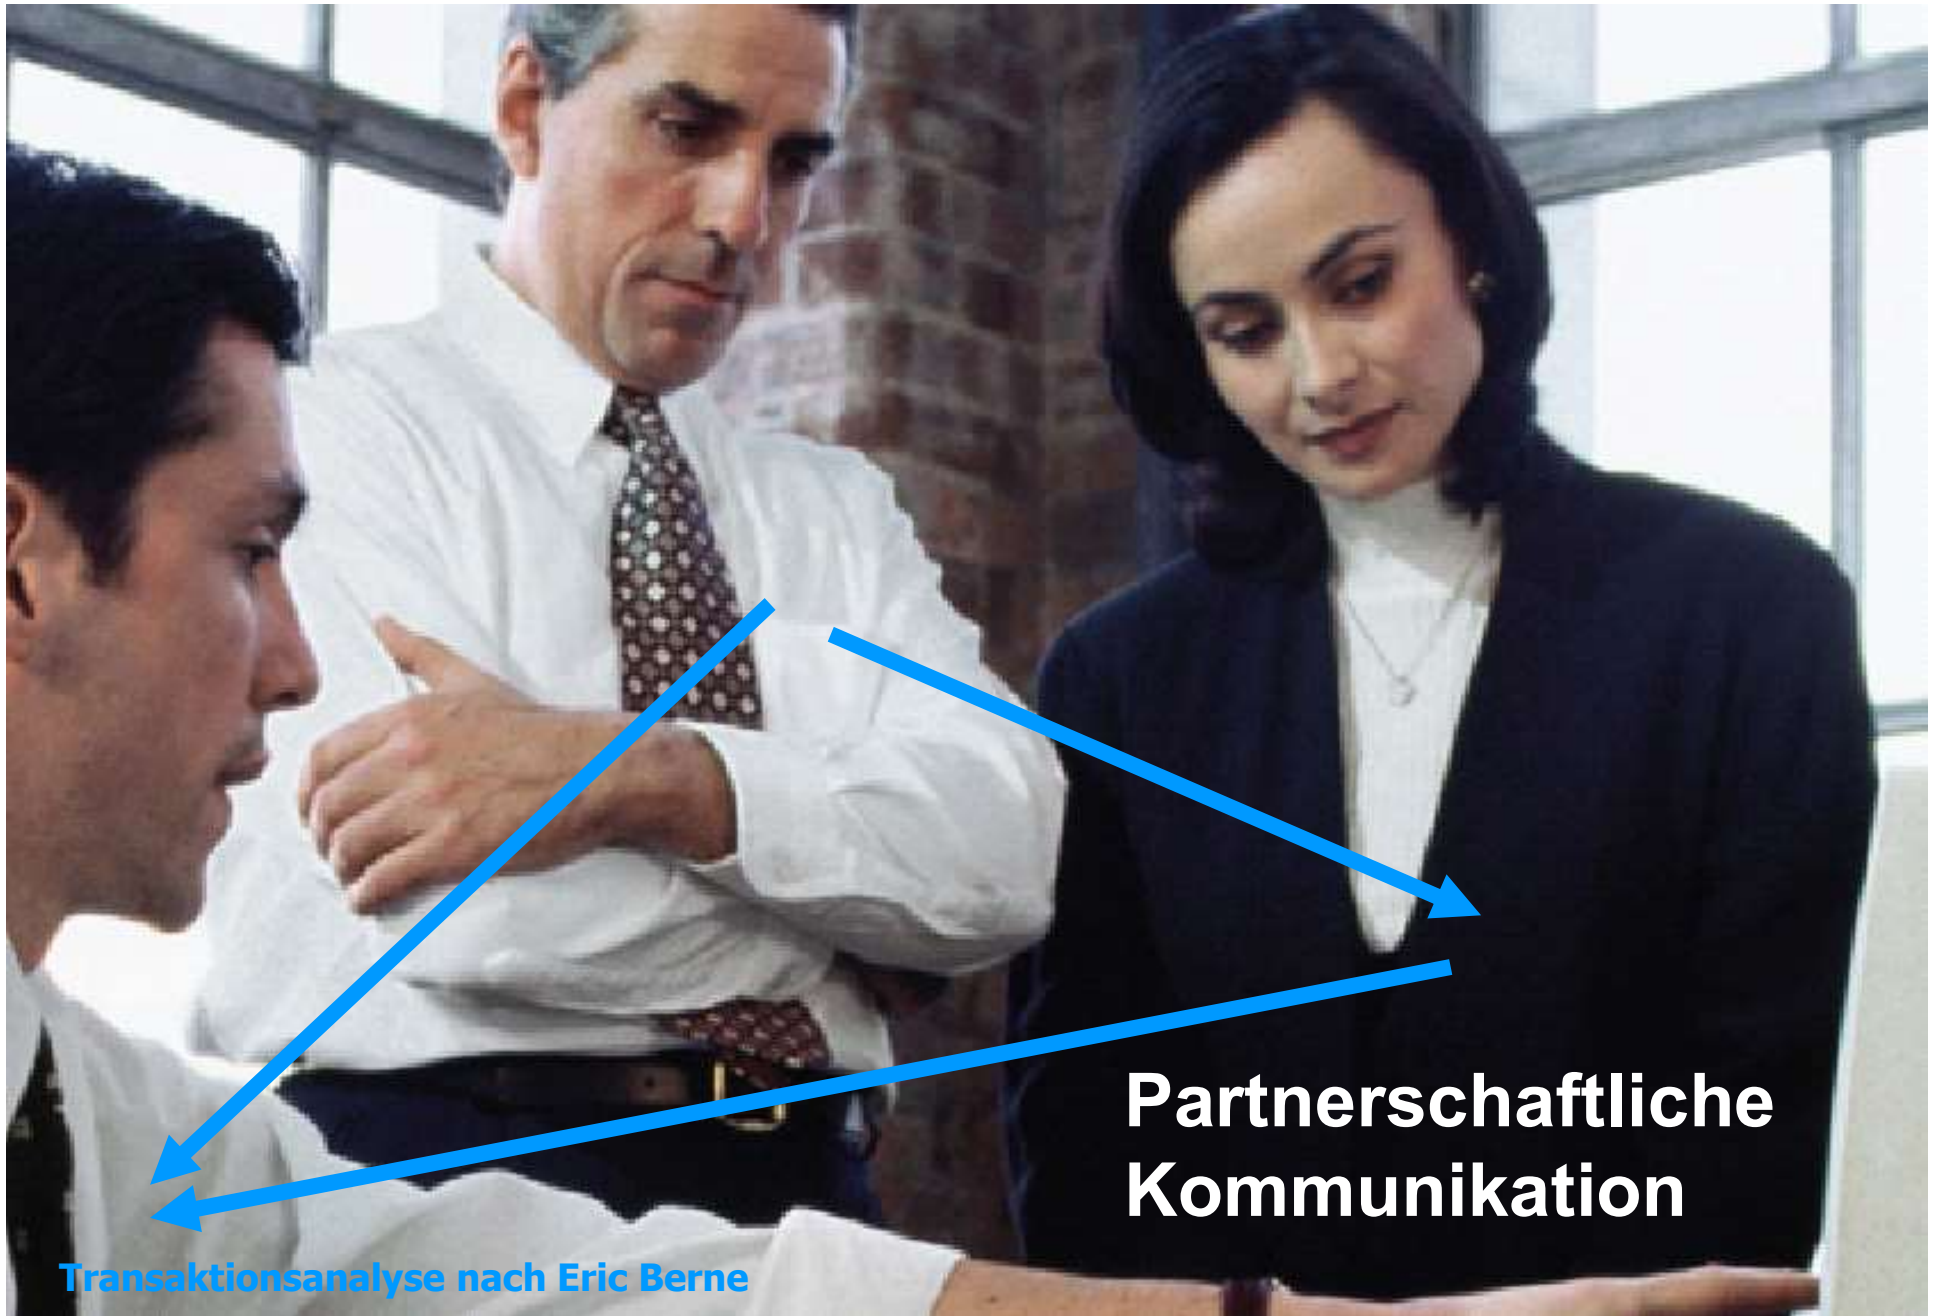 Partnerschaftliche
Kommunikation
Transaktionsanalyse nach Eric Berne